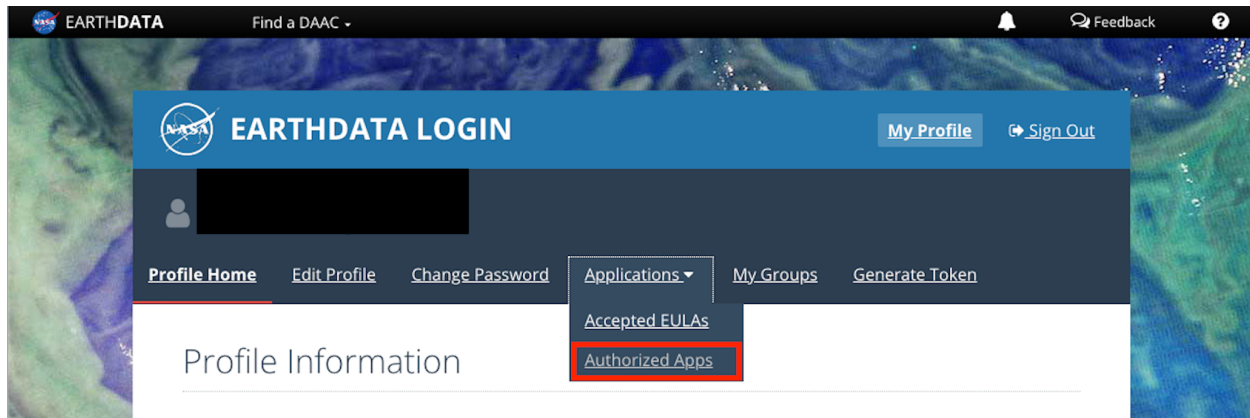 NASA EARTHDATA Find a DAAC Feedback ?
NASA EARTHDATA LOGIN My Profile Sign Out
Profile Home Edit Profile Change Password Applications My Groups Generate Token
Accepted EULAs
Authorized Apps
Profile Information